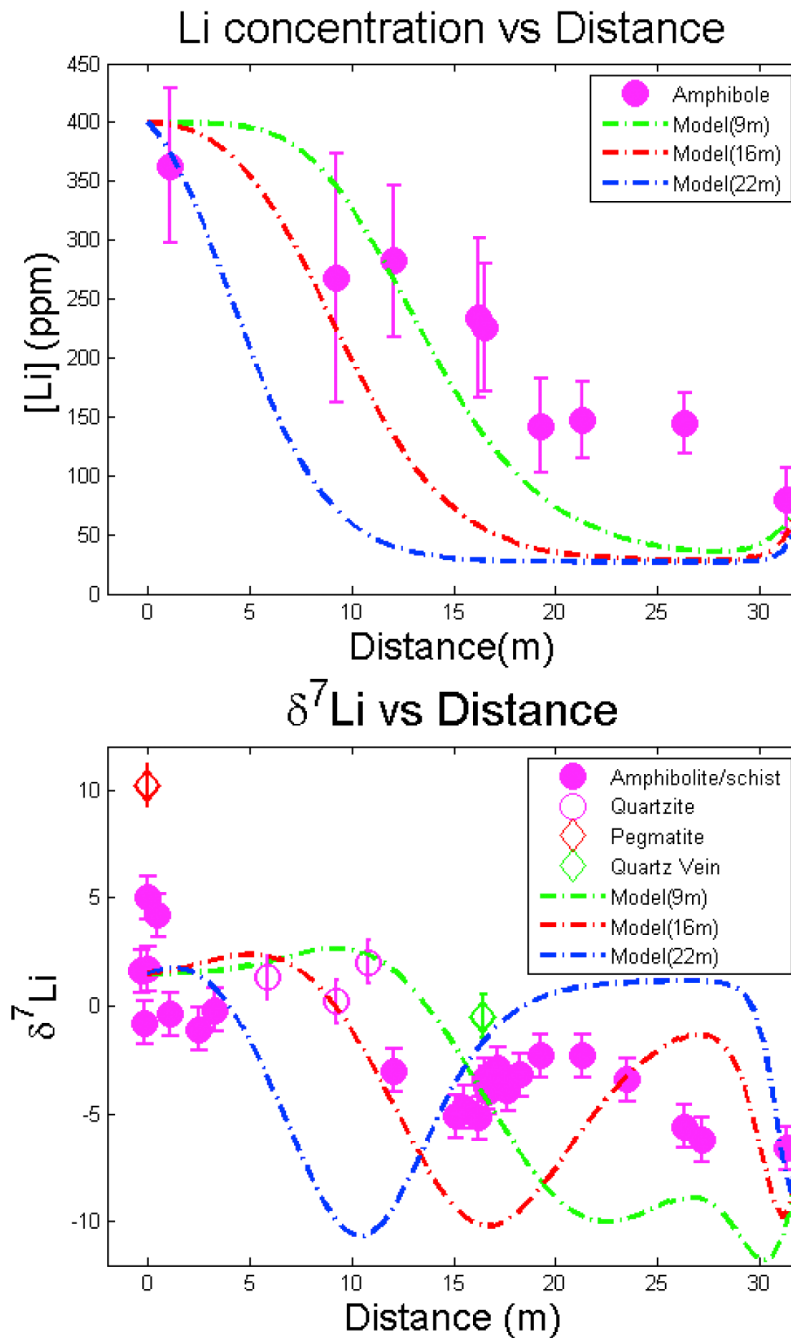 Li concentration vs Distance
450
400
350
300
250
200
150
100
50
0
[Li] (ppm)
Amphibole
Model(9m)
Model(16m)
Model(22m)
0 5 10 15 20 25 30
Distance(m)
δ⁷Li vs Distance
10
5
0
-5
-10
δ⁷Li
Amphibolite/schist
Quartzite
Pegmatite
Quartz Vein
Model(9m)
Model(16m)
Model(22m)
0 5 10 15 20 25 30
Distance (m)